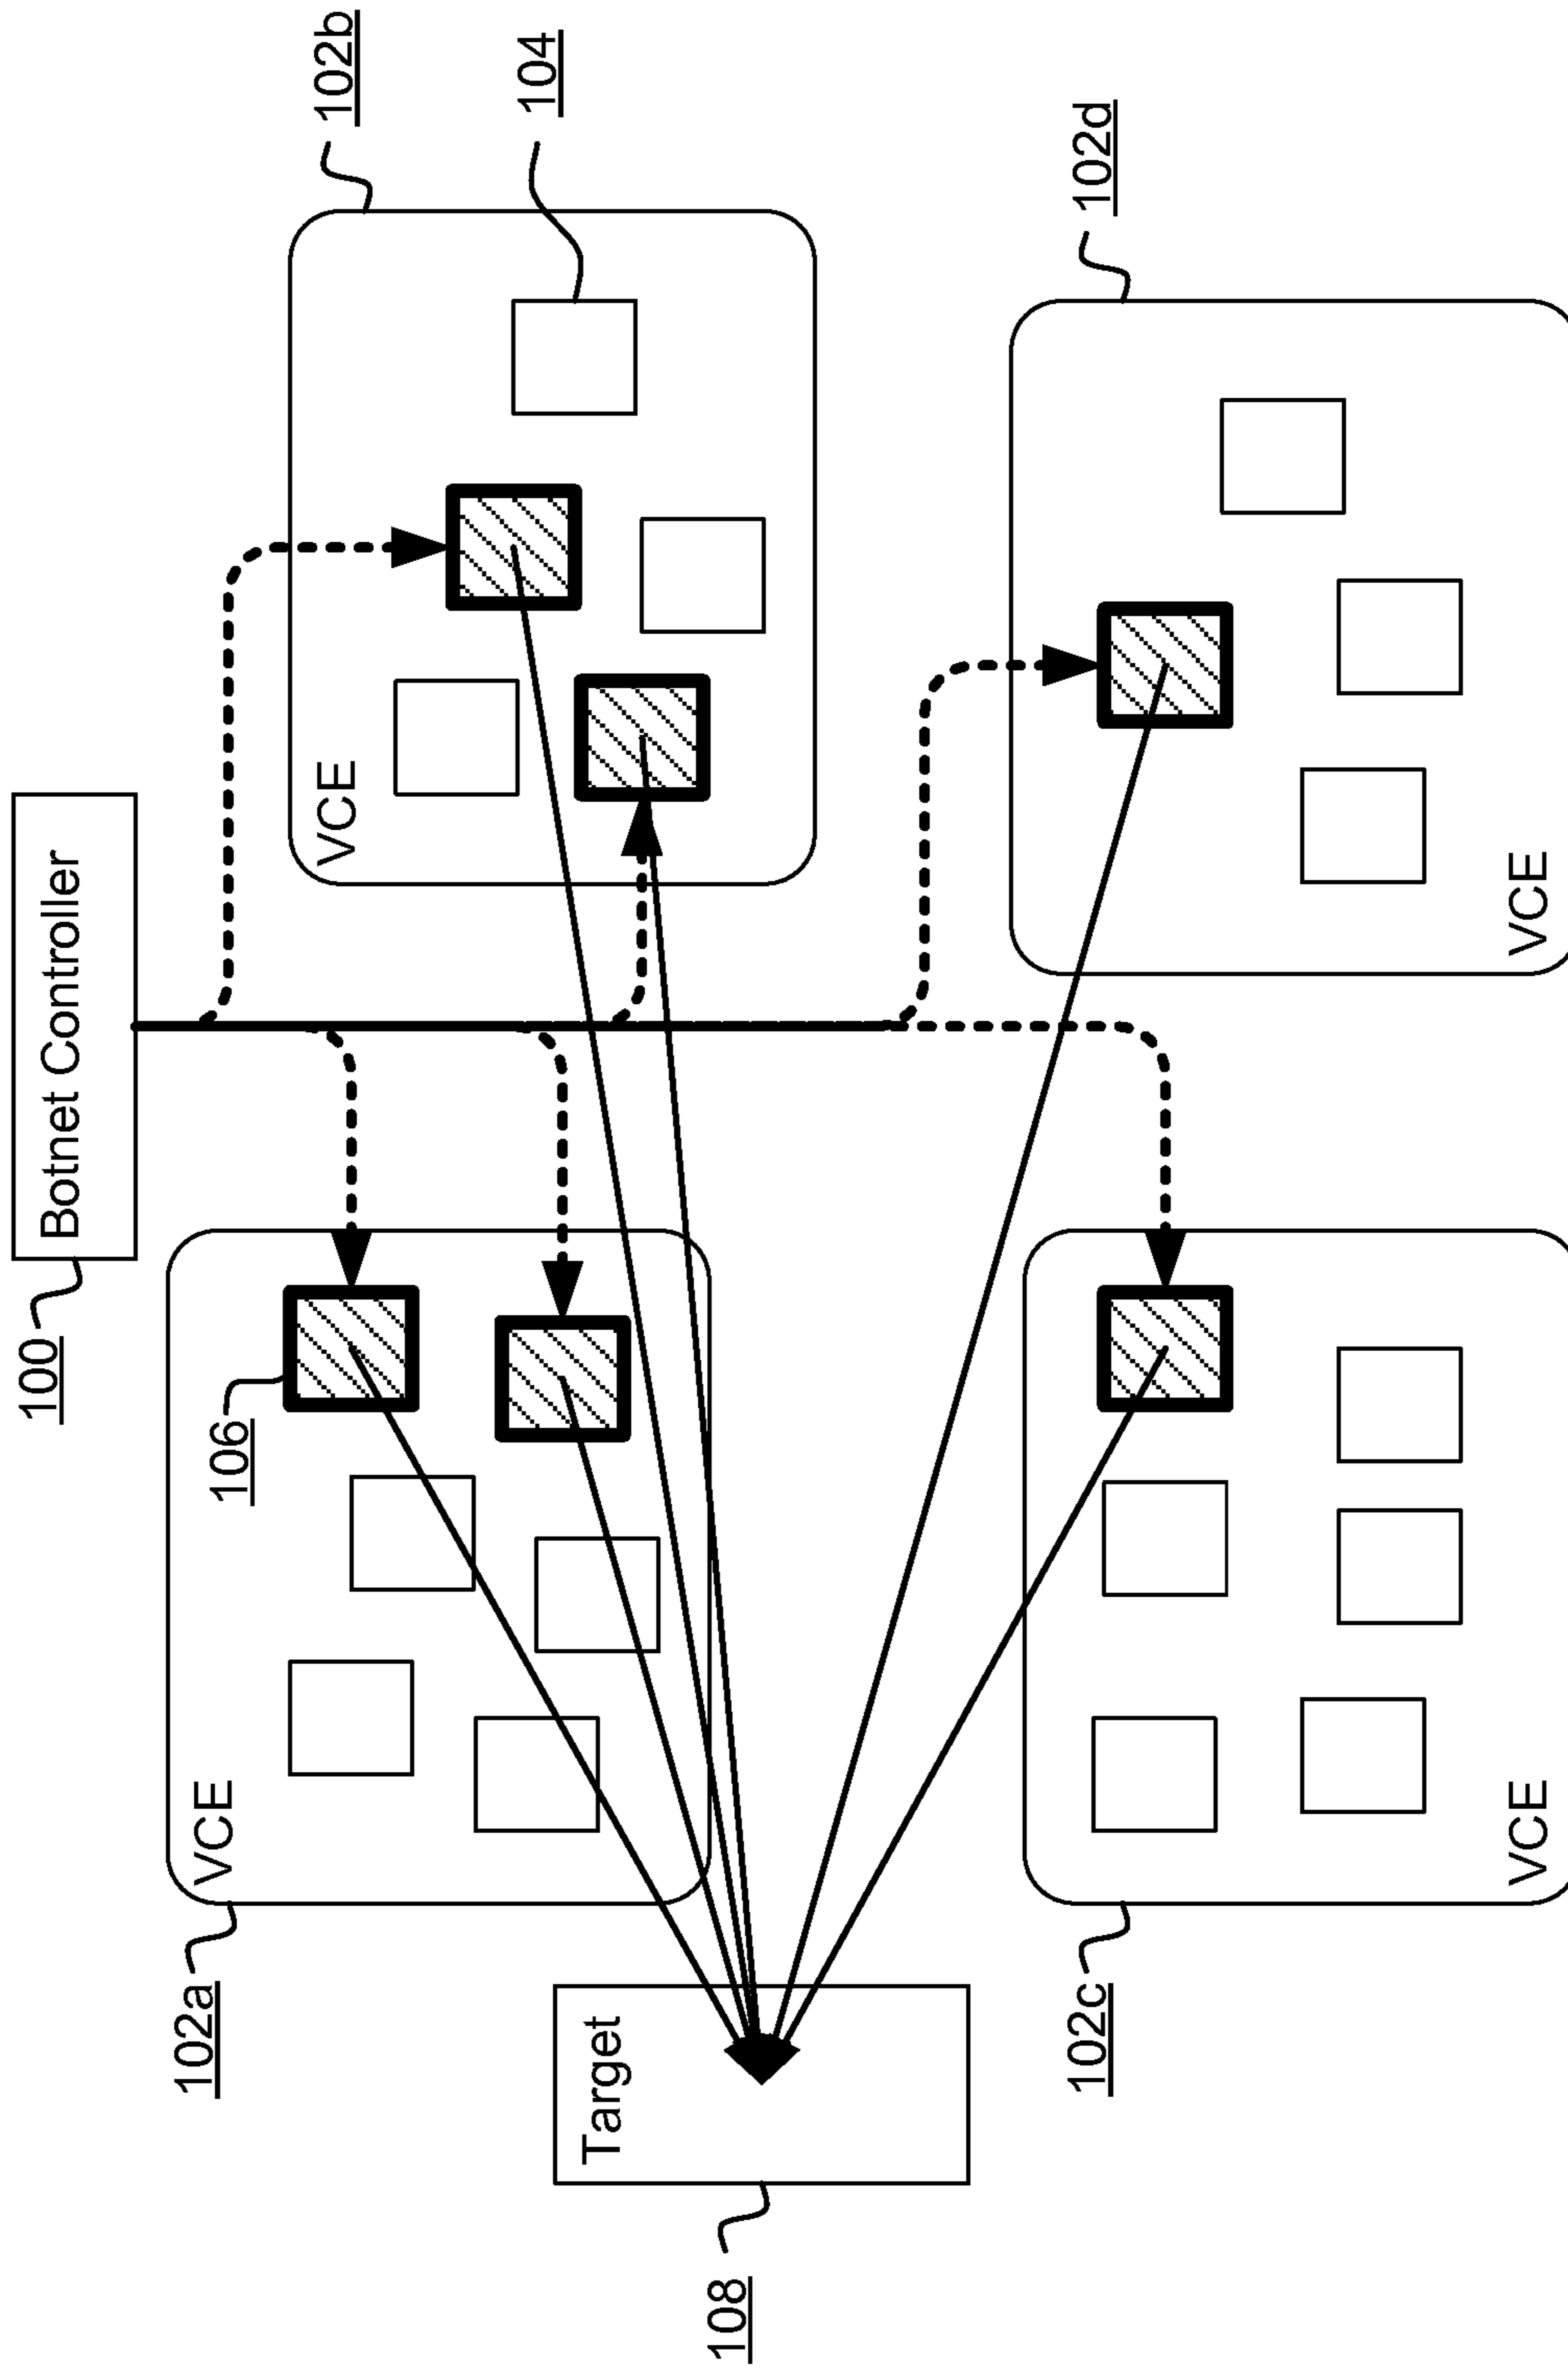 Botnet Controller
100
102a
VCE
106
102b
VCE
104
Target
108
102c
VCE
102d
VCE